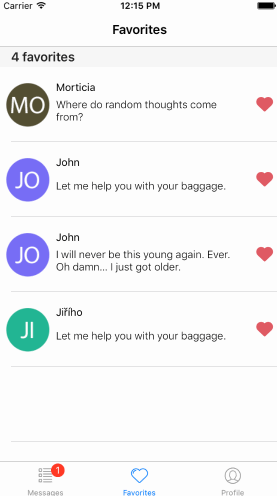 Carrier 12:15 PM
Favorites
4 favorites
MO
Morticia
Where do random thoughts come
from?
JO
John
Let me help you with your baggage.
JO
John
I will never be this young again. Ever.
Oh damn... I just got older.
JI
Jiřího
Let me help you with your baggage.
1
Messages Favorites Profile